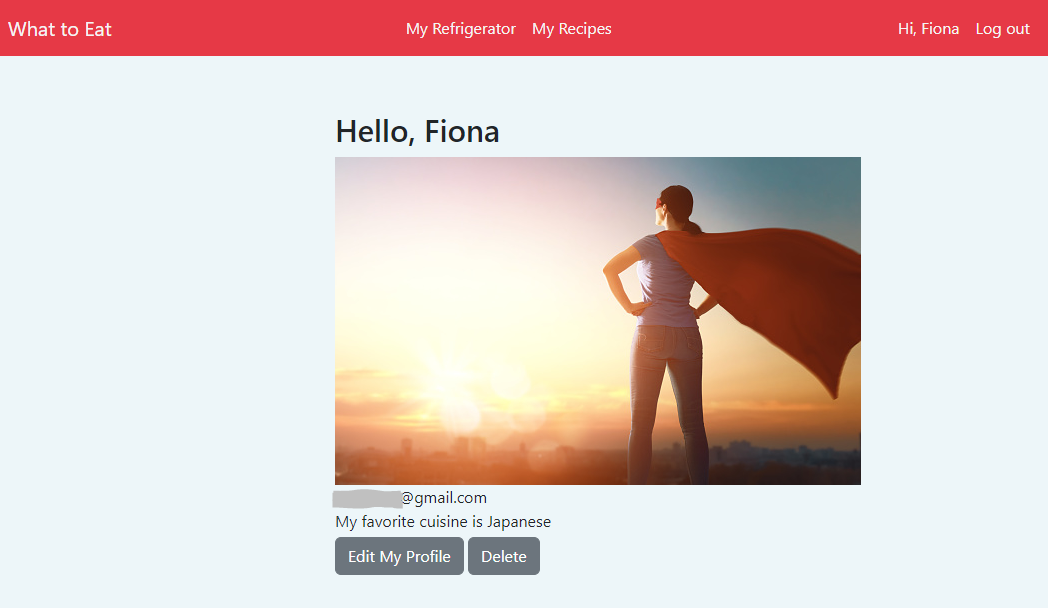 What to Eat My Refrigerator My Recipes Hi, Fiona Log out
Hello, Fiona
@gmail.com
My favorite cuisine is Japanese
Edit My Profile Delete